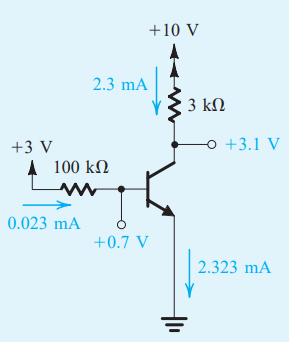 +10 V
2.3 mA
3 kΩ
+3.1 V
+3 V
100 kΩ
0.023 mA
+0.7 V
2.323 mA